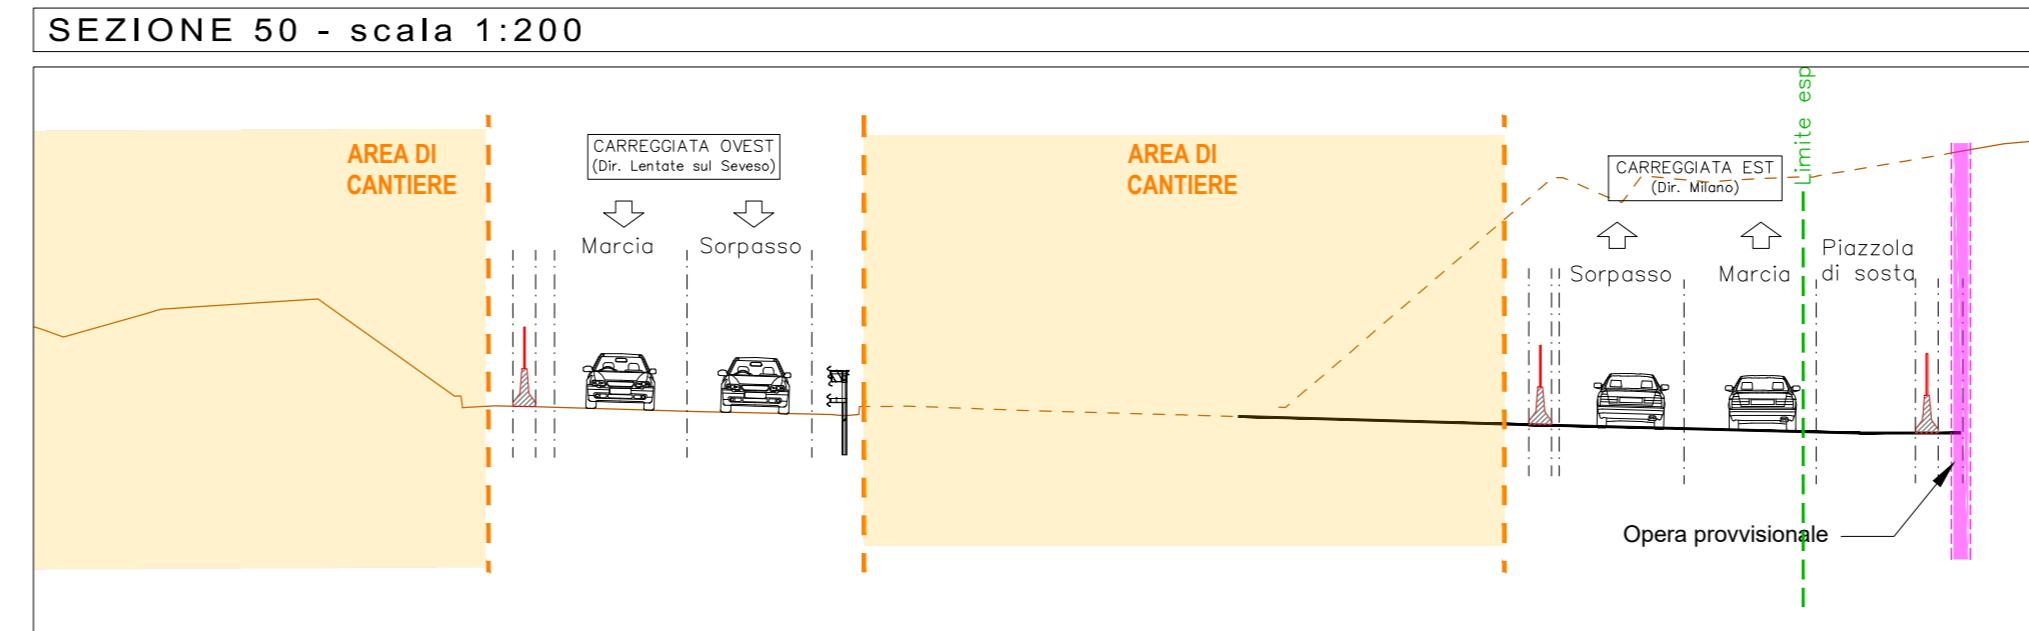 SEZIONE 50 - scala 1:200
AREA DI
CANTIERE
CARREGGIATA OVEST
(Dir. Lentate sul Seveso)
Marcia
Sorpasso
AREA DI
CANTIERE
CARREGGIATA EST
(Dir. Milano)
Sorpasso
Marcia
Limite esp
Piazzola
di sosta
Opera provvisionale